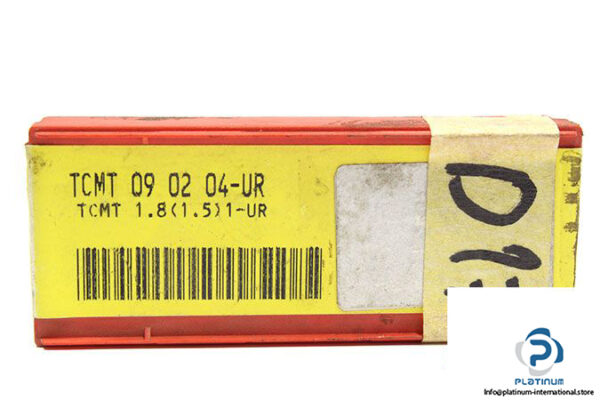 TCMT 09 02 04-UR
TCMT 1.8(1.5)1-UR
PLATINUM
Info@platinum-international.store